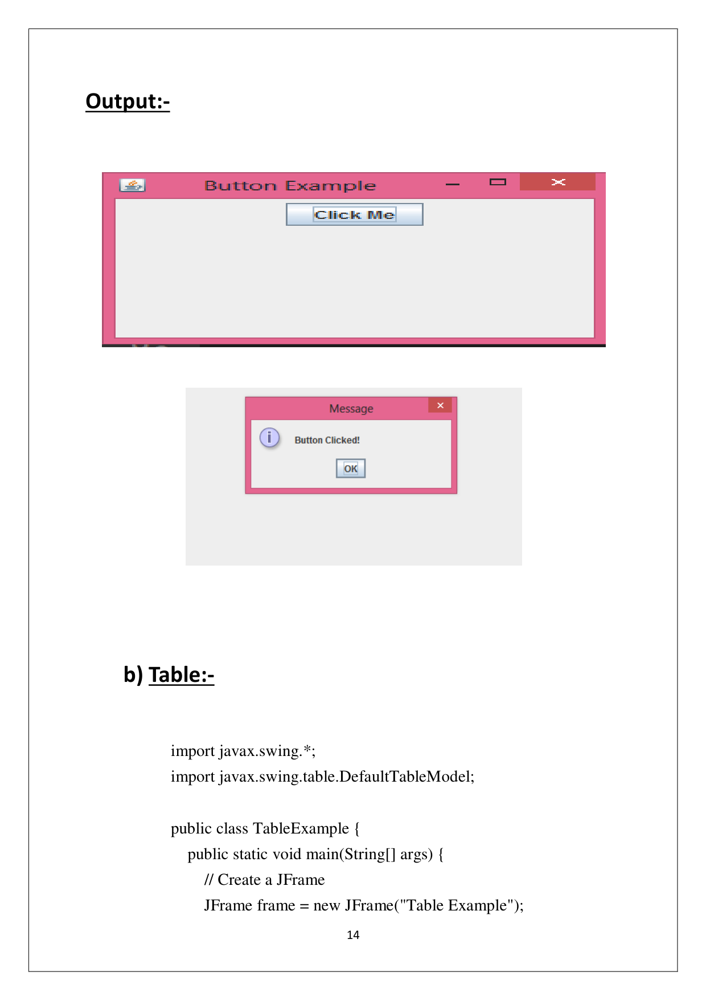 Output:-
Button Example
Click Me
Message
i
Button Clicked!
OK
b) Table:-
import javax.swing.*;
import javax.swing.table.DefaultTableModel;
public class TableExample {
public static void main(String[] args) {
// Create a JFrame
JFrame frame = new JFrame("Table Example");
14